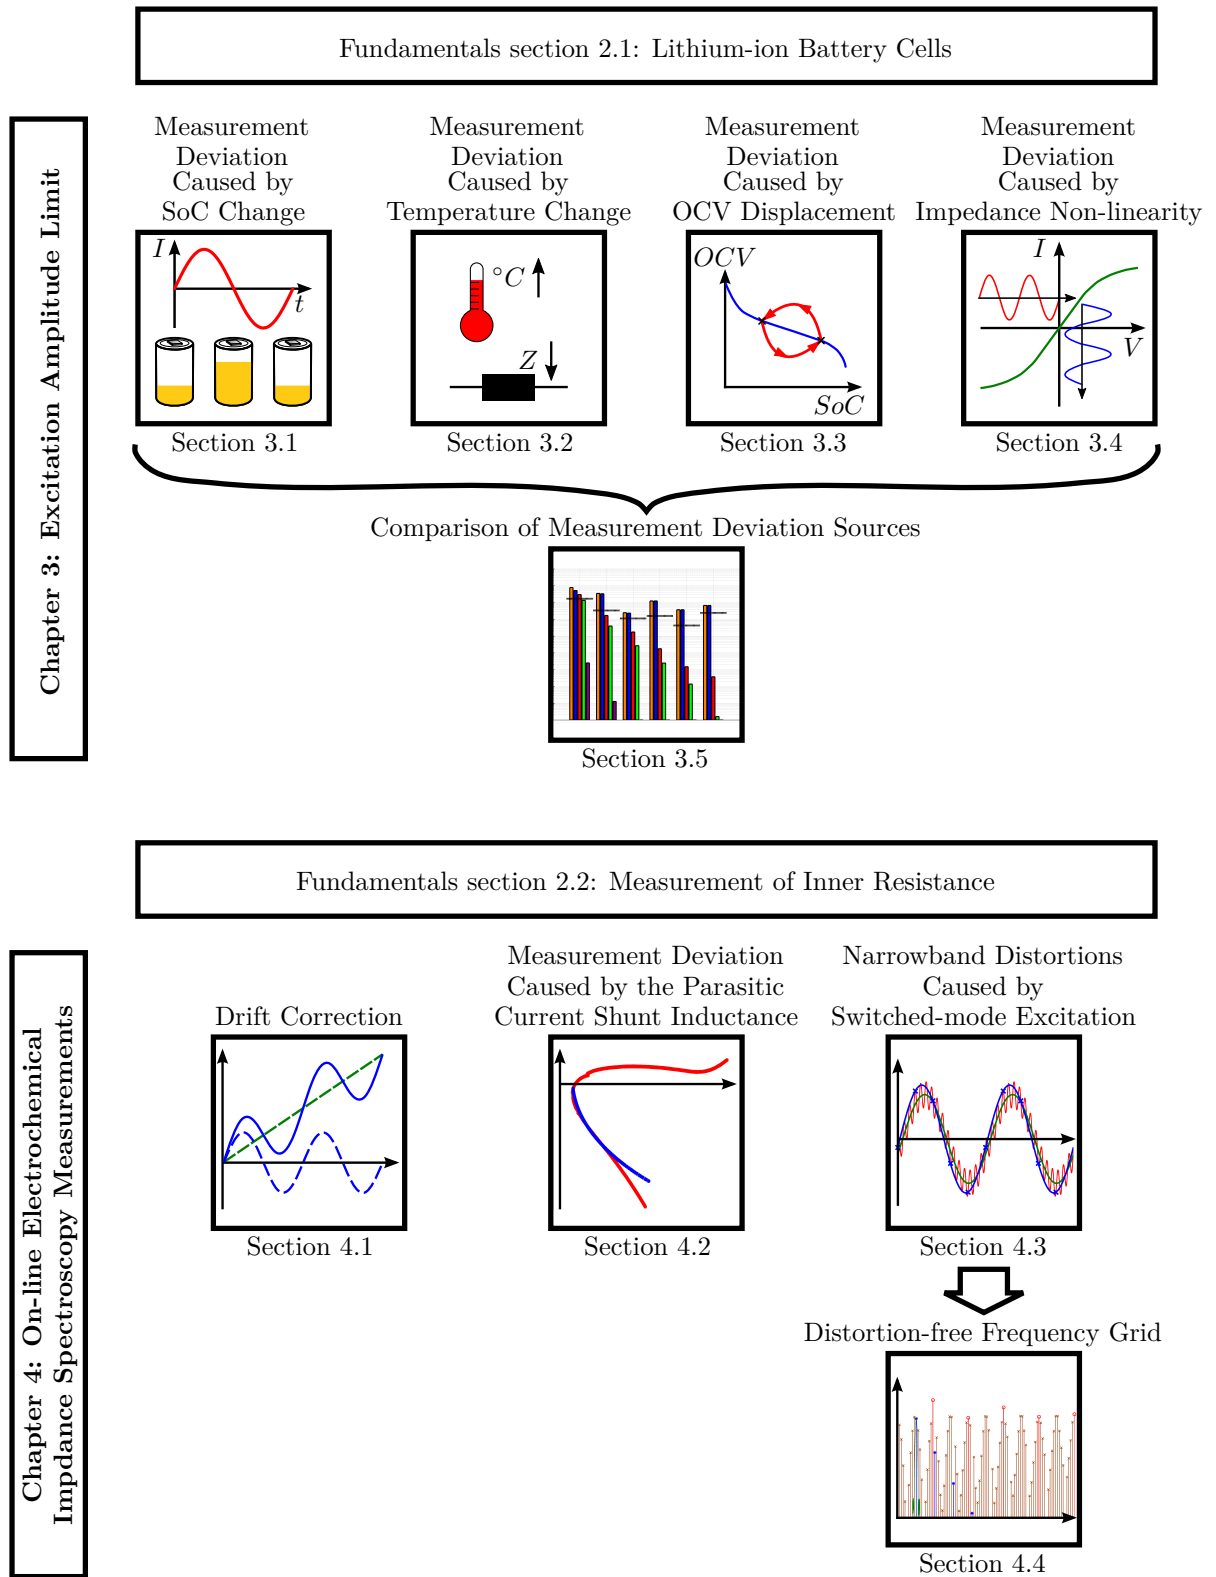 Fundamentals section 2.1: Lithium-ion Battery Cells
Chapter 3: Excitation Amplitude Limit
Measurement
Deviation
Caused by
SoC Change
I
t
Section 3.1
Measurement
Deviation
Caused by
Temperature Change
°C
Z
Section 3.2
Measurement
Deviation
Caused by
OCV Displacement
OCV
SoC
Section 3.3
Measurement
Deviation
Caused by
Impedance Non-linearity
I
V
Section 3.4
Comparison of Measurement Deviation Sources
Section 3.5
Fundamentals section 2.2: Measurement of Inner Resistance
Chapter 4: On-line Electrochemical
Impdance Spectroscopy Measurements
Drift Correction
Section 4.1
Measurement Deviation
Caused by the Parasitic
Current Shunt Inductance
Section 4.2
Narrowband Distortions
Caused by
Switched-mode Excitation
Section 4.3
Distortion-free Frequency Grid
Section 4.4